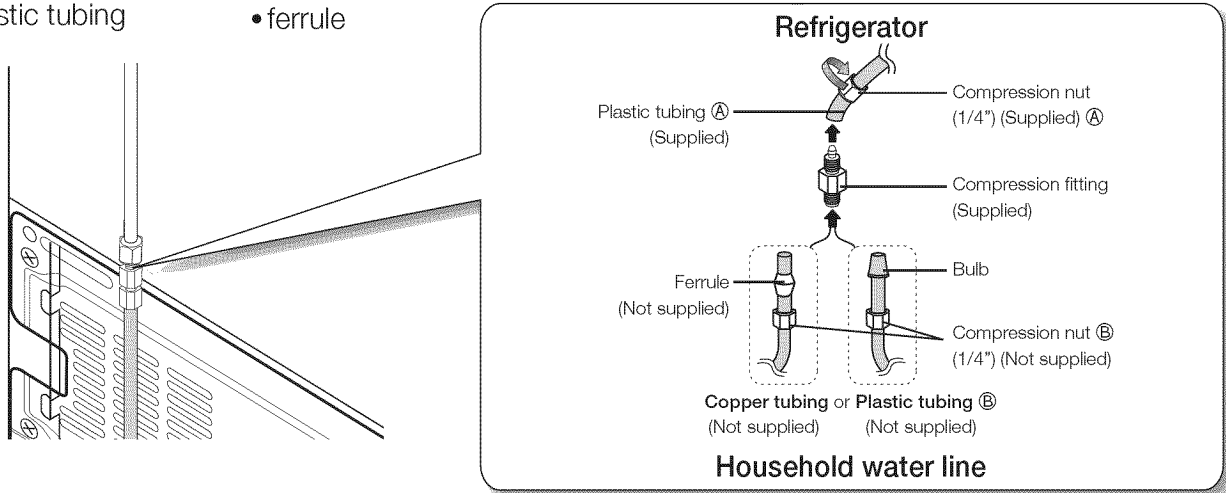 tubing
• ferrule
Refrigerator
Plastic tubing Ⓐ
(Supplied)
Compression nut
(1/4") (Supplied) Ⓐ
Compression fitting
(Supplied)
Ferrule
(Not supplied)
Bulb
Compression nut Ⓑ
(1/4") (Not supplied)
Copper tubing or Plastic tubing Ⓑ
(Not supplied) (Not supplied)
Household water line